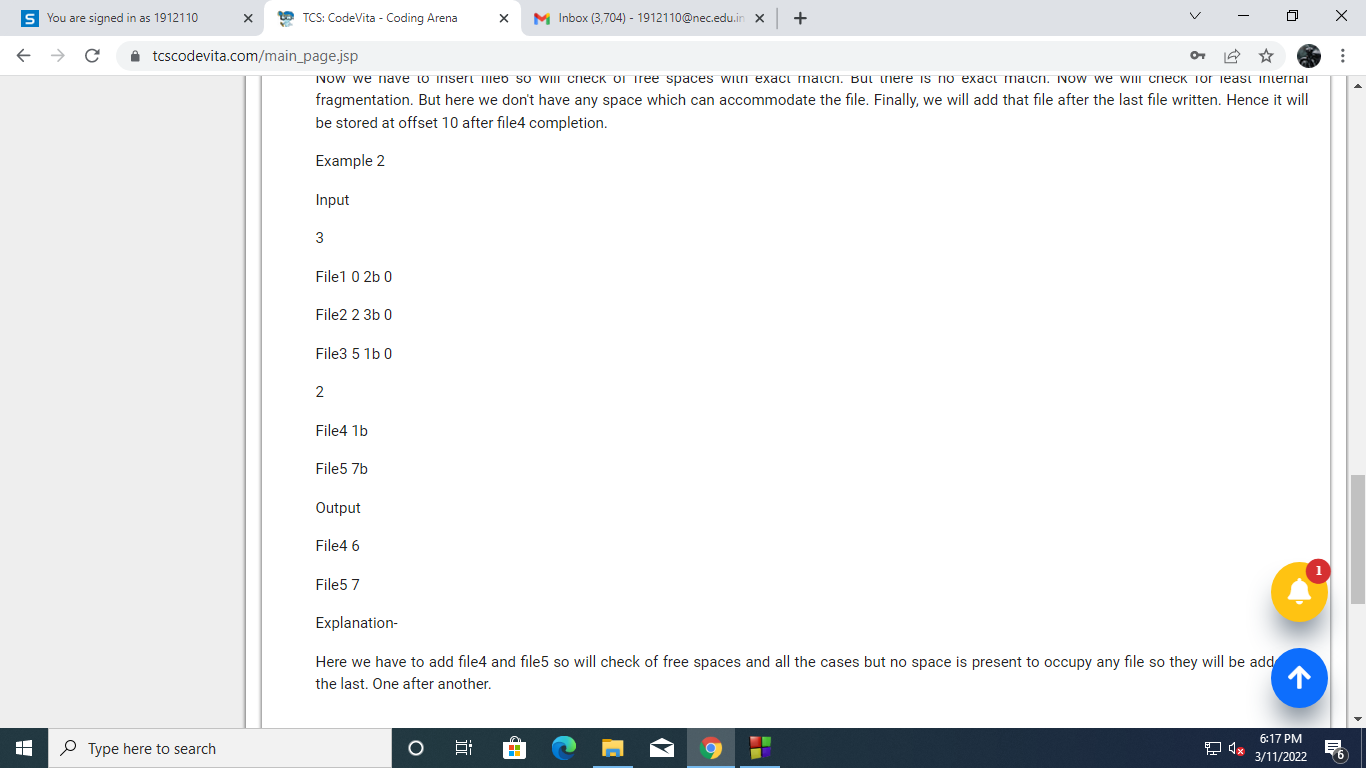 You are signed in as 1912110
TCS: CodeVita - Coding Arena
Inbox (3,704) - 1912110@nec.edu.in
tcscodevita.com/main_page.jsp
Now we have to insert file6 so will check of free spaces with exact match. But there is no exact match. Now we will check for least internal
fragmentation. But here we don't have any space which can accommodate the file. Finally, we will add that file after the last file written. Hence it will
be stored at offset 10 after file4 completion.
Example 2
Input
3
File1 0 2b 0
File2 2 3b 0
File3 5 1b 0
2
File4 1b
File5 7b
Output
File4 6
File5 7
Explanation-
1
Here we have to add file4 and file5 so will check of free spaces and all the cases but no space is present to occupy any file so they will be add
the last. One after another.
Type here to search
6:17 PM
3/11/2022
6